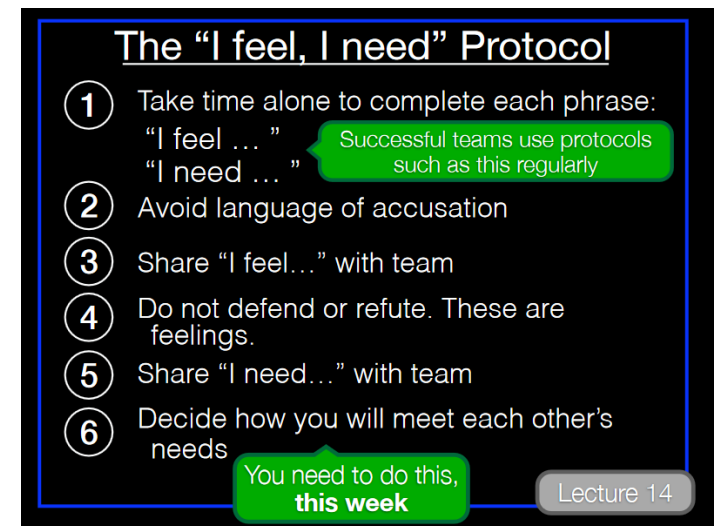 The “I feel, I need” Protocol
1 Take time alone to complete each phrase:
“I feel … ”
“I need … ”
Successful teams use protocols
such as this regularly
2 Avoid language of accusation
3 Share “I feel…” with team
4 Do not defend or refute. These are
feelings.
5 Share “I need…” with team
6 Decide how you will meet each other’s
needs
You need to do this,
this week
Lecture 14